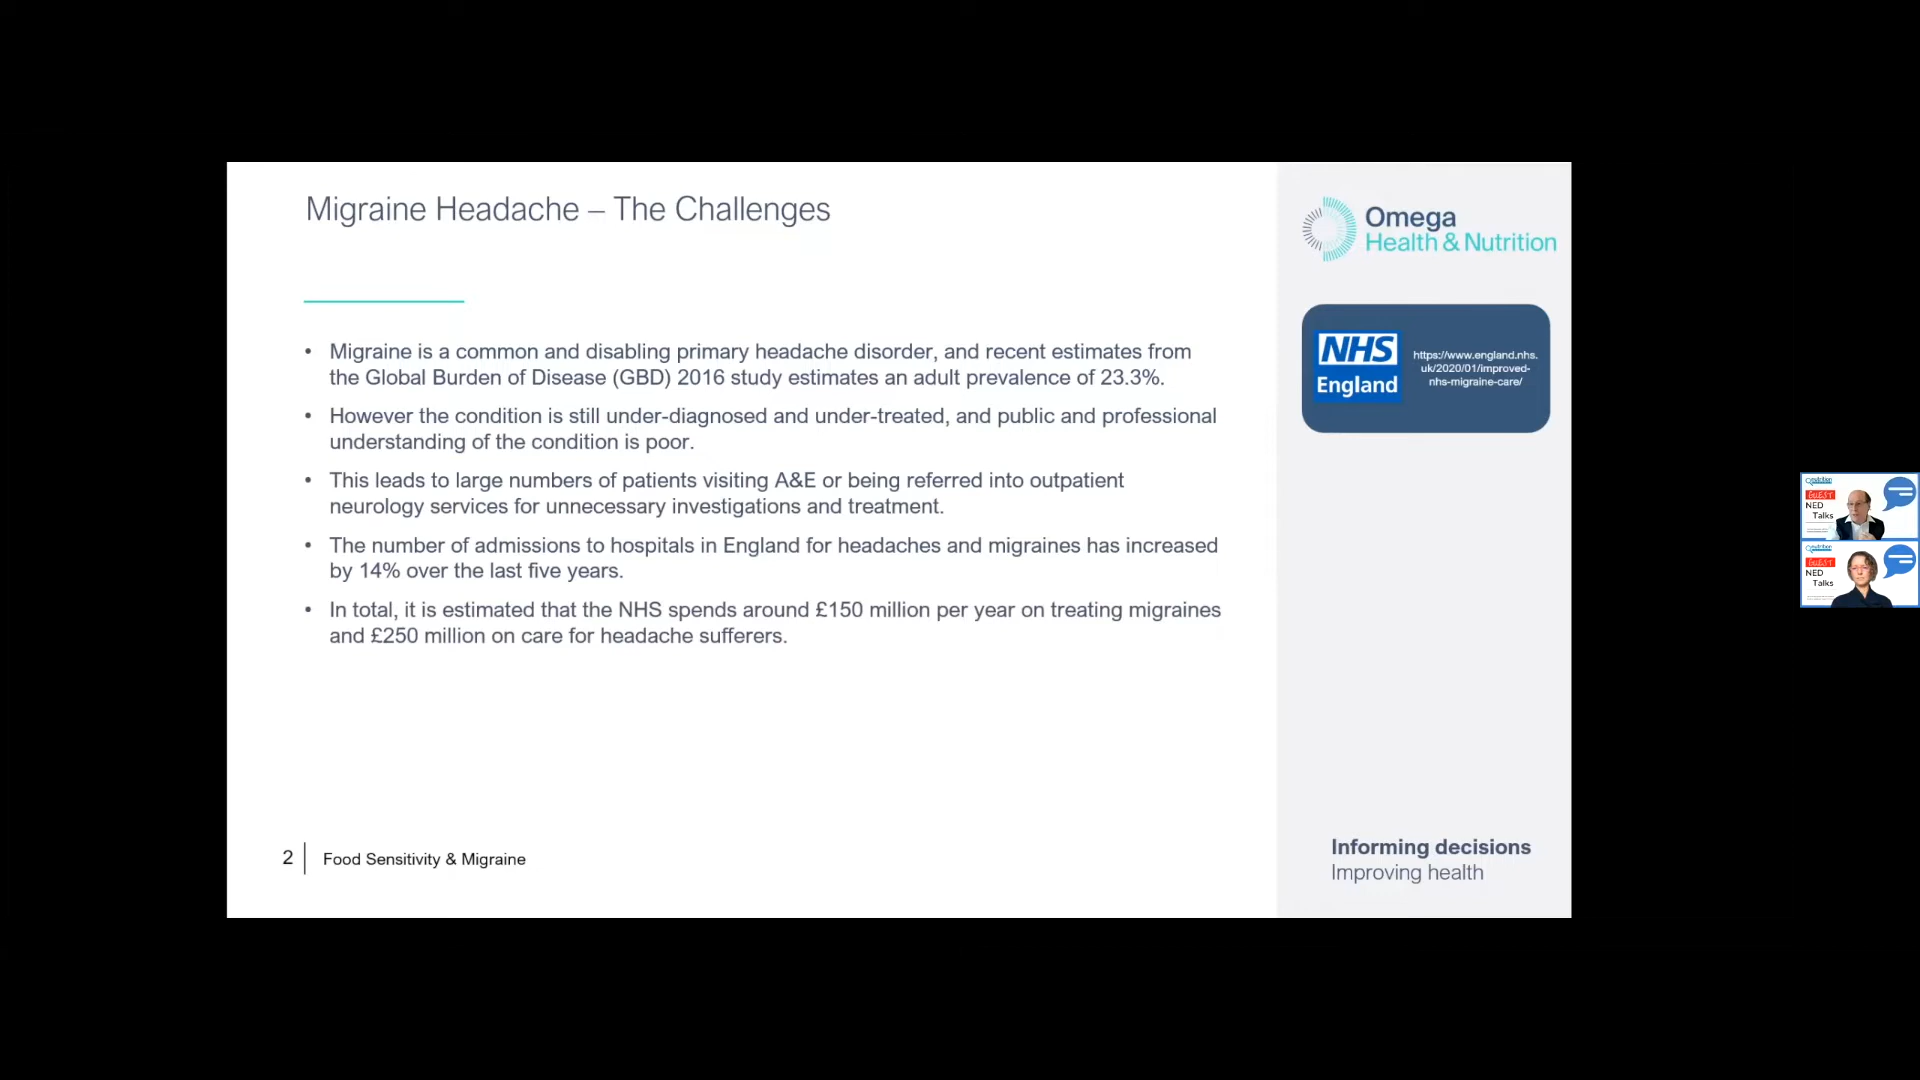 Migraine Headache – The Challenges
Omega
Health & Nutrition
NHS
England
https://www.england.nhs.
uk/2020/01/improved-
nhs-migraine-care/
• Migraine is a common and disabling primary headache disorder, and recent estimates from
the Global Burden of Disease (GBD) 2016 study estimates an adult prevalence of 23.3%.
• However the condition is still under-diagnosed and under-treated, and public and professional
understanding of the condition is poor.
• This leads to large numbers of patients visiting A&E or being referred into outpatient
neurology services for unnecessary investigations and treatment.
• The number of admissions to hospitals in England for headaches and migraines has increased
by 14% over the last five years.
• In total, it is estimated that the NHS spends around £150 million per year on treating migraines
and £250 million on care for headache sufferers.
2
Food Sensitivity & Migraine
Informing decisions
Improving health
GUEST
NED
Talks
nutrition
GUEST
NED
Talks